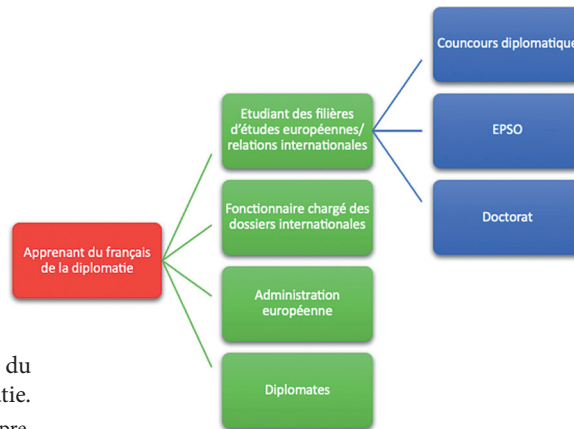 Councours diplomatique
Etudiant des filières
d'études européennes/
relations internationales
EPSO
Fonctionnaire chargé des
dossiers internationales
Doctorat
Apprenant du français
de la diplomatie
Administration
européenne
Diplomates
du